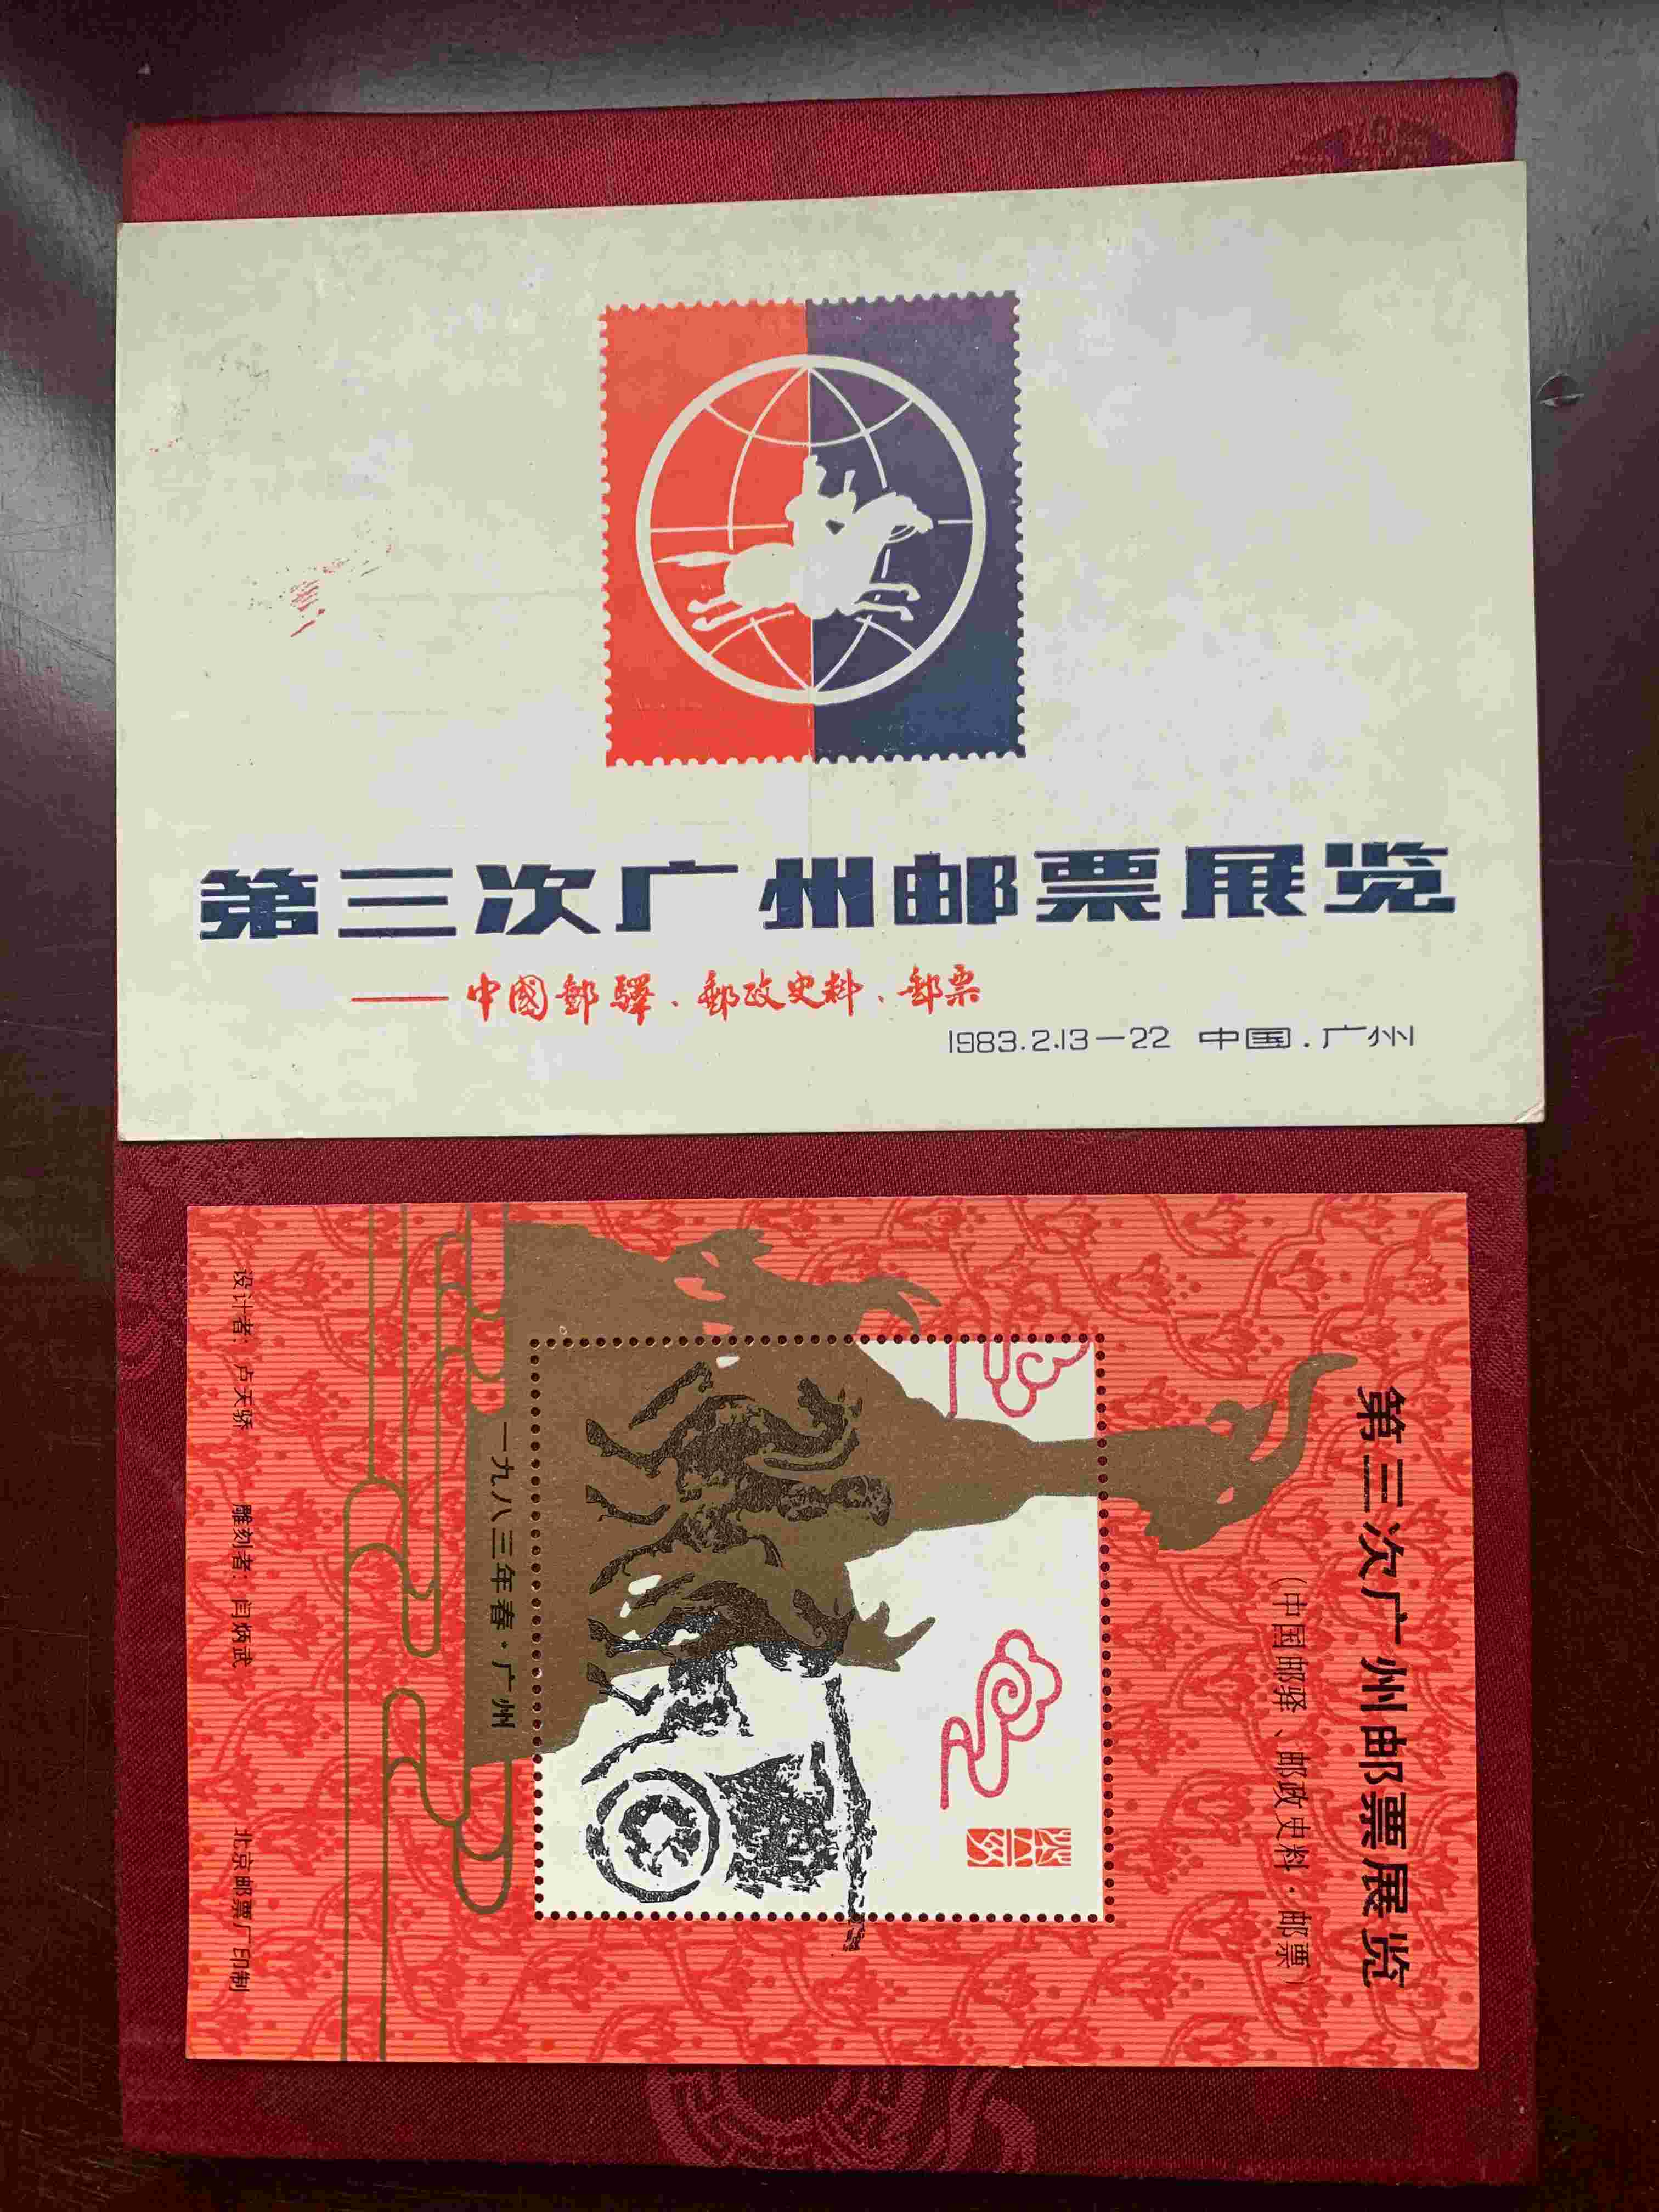 第三次广州邮票展览
——中國郵驛、郵政史料、郵票
1983.2.13—22 中国.广州
第三次广州邮票展览
（中国邮驿、邮政史料·邮票）
一九八三年春·广州
设计者：卢天骄 雕刻者：闫炳武 北京邮票厂印制